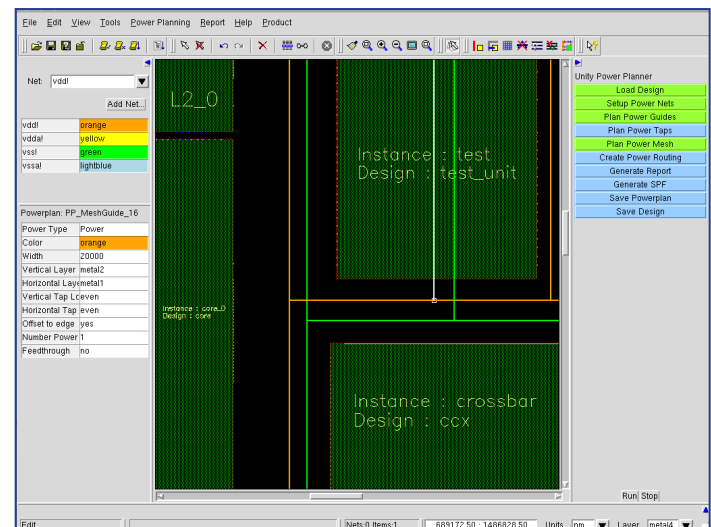 File Edit View Tools Power Planning Report Help Product
Net: vdd!
Add Net...
vdd! orange
vdda! yellow
vss! green
vssa! lightblue
Powerplan: PP_MeshGuide_16
Power Type Power
Color orange
Width 20000
Vertical Layer metal2
Horizontal Laye metal1
Vertical Tap Lc even
Horizontal Tap even
Offset to edge yes
Number Power 1
Feedthrough no
L2_0
Instance : test
Design : test_unit
Instance : core_0
Design : core
Instance : crossbar
Design : ccx
Unity Power Planner
Load Design
Setup Power Nets
Plan Power Guides
Plan Power Taps
Plan Power Mesh
Create Power Routing
Generate Report
Generate SPF
Save Powerplan
Save Design
Run Stop
Edit Nets:0 Items:1 689172.50 : 1486828.50 Units nm Layer metal4